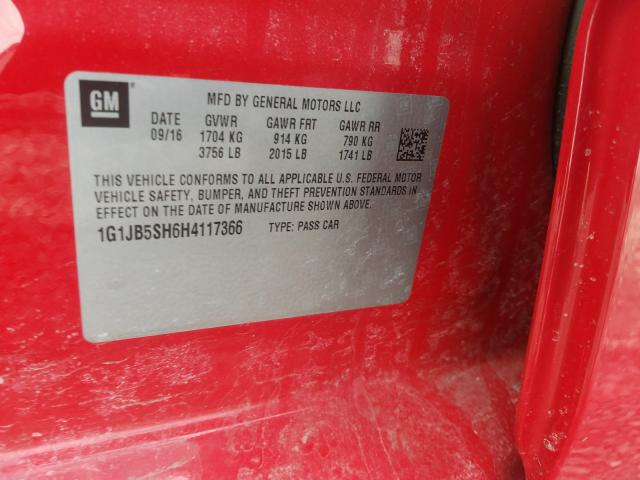 GM
MFD BY GENERAL MOTORS LLC
DATE GVWR GAWR FRT GAWR RR
09/16 1704 KG 914 KG 790 KG
3756 LB 2015 LB 1741 LB
THIS VEHICLE CONFORMS TO ALL APPLICABLE U.S. FEDERAL MOTOR
VEHICLE SAFETY, BUMPER, AND THEFT PREVENTION STANDARDS IN
EFFECT ON THE DATE OF MANUFACTURE SHOWN ABOVE.
1G1JB5SH6H4117366 TYPE: PASS CAR